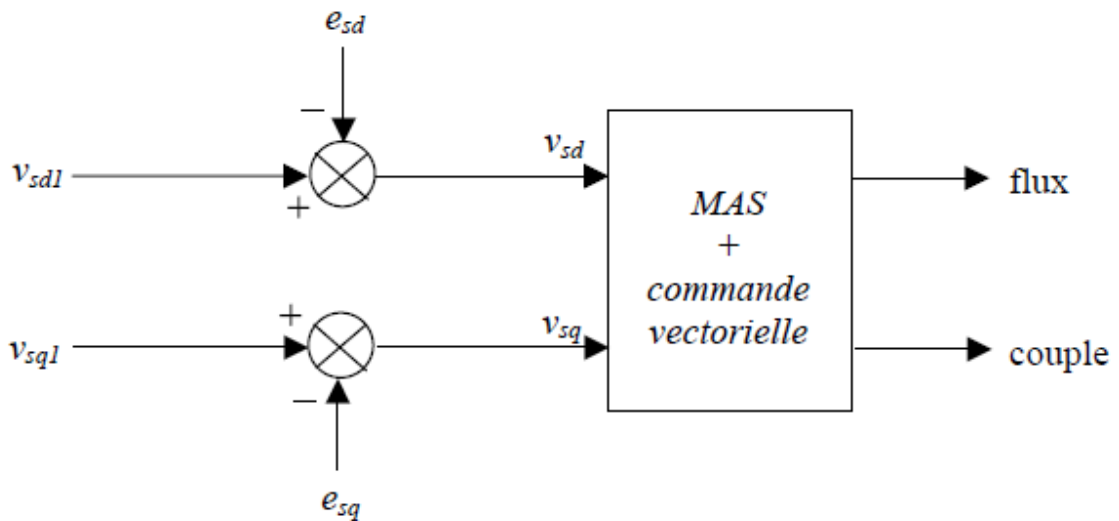 e_sd
−
v_sd1
+
v_sd
flux
MAS
+
commande
vectorielle
+
v_sq1
−
v_sq
couple
e_sq